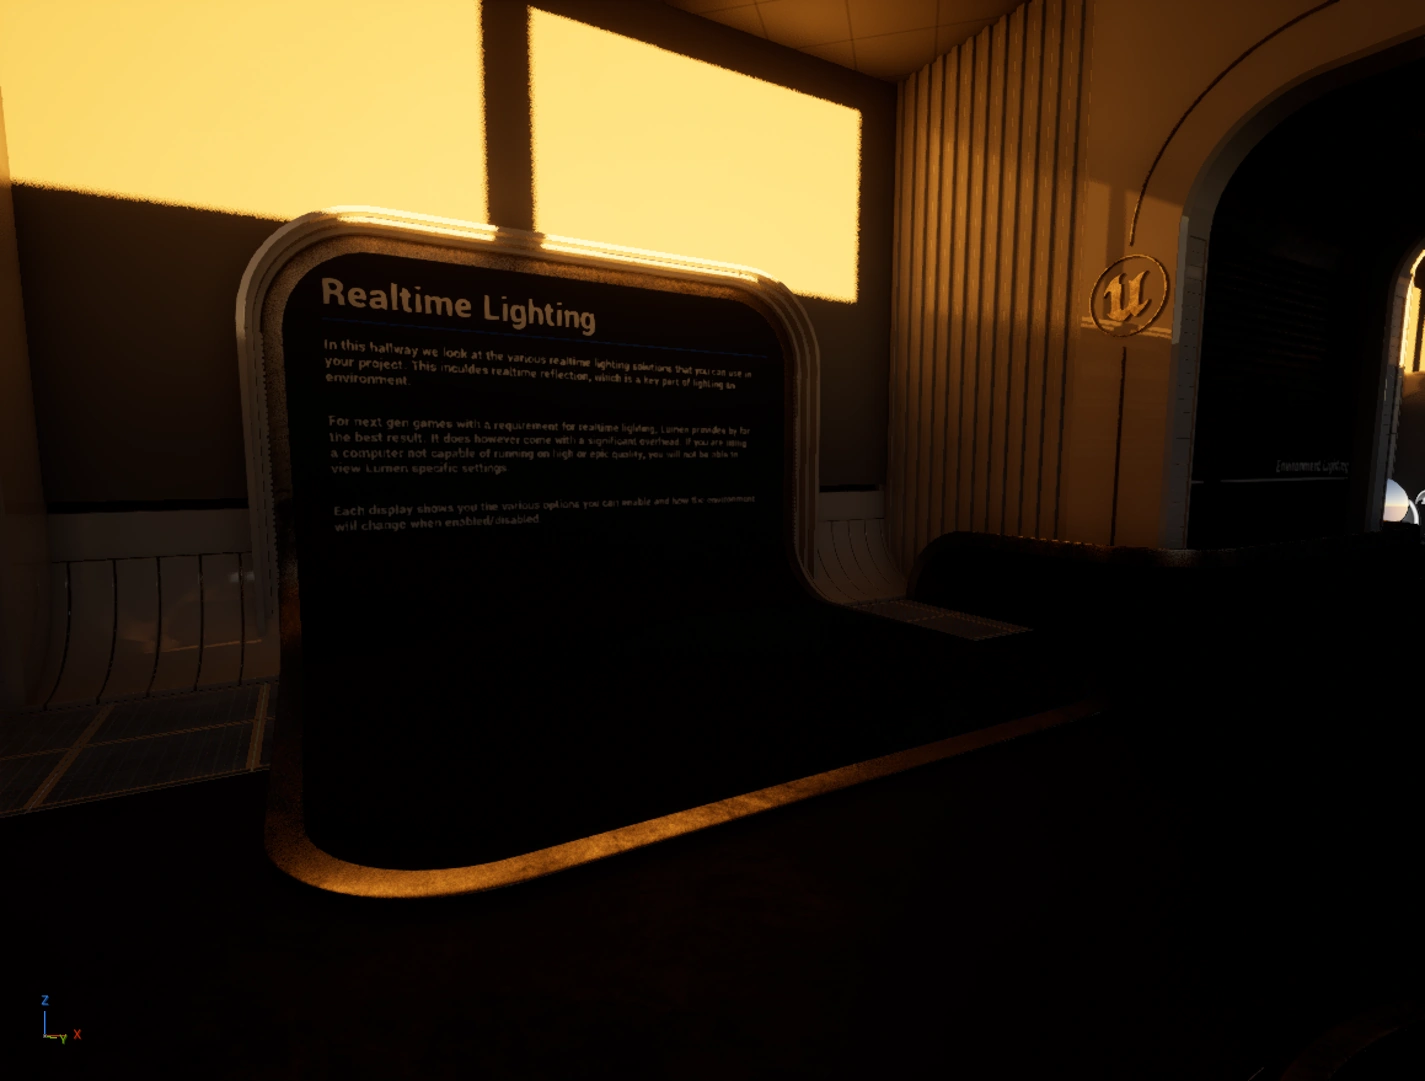 Realtime Lighting
In this hallway we look at the various realtime lighting solutions that you can use in
your project. This inculdes realtime reflection, which is a key part of lighting an
environment.
For next gen games with a requirement for realtime lighting, Lumen provides by far
the best result. It does however come with a significant overhead. If you are using
a computer not capable of running on high or epic quality, you will not be able to
view Lumen specific settings.
Each display shows you the various options you can enable and how the environment
will change when enabled/disabled.
Environment Lighting
Z
Y
X